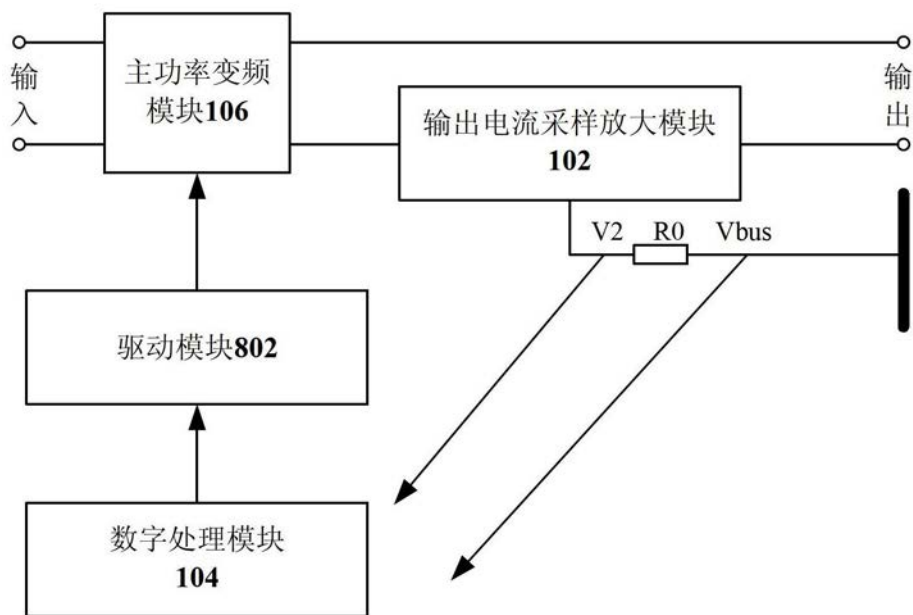 输入
主功率变频
模块106
输出电流采样放大模块
102
输出
V2 R0 Vbus
驱动模块802
数字处理模块
104